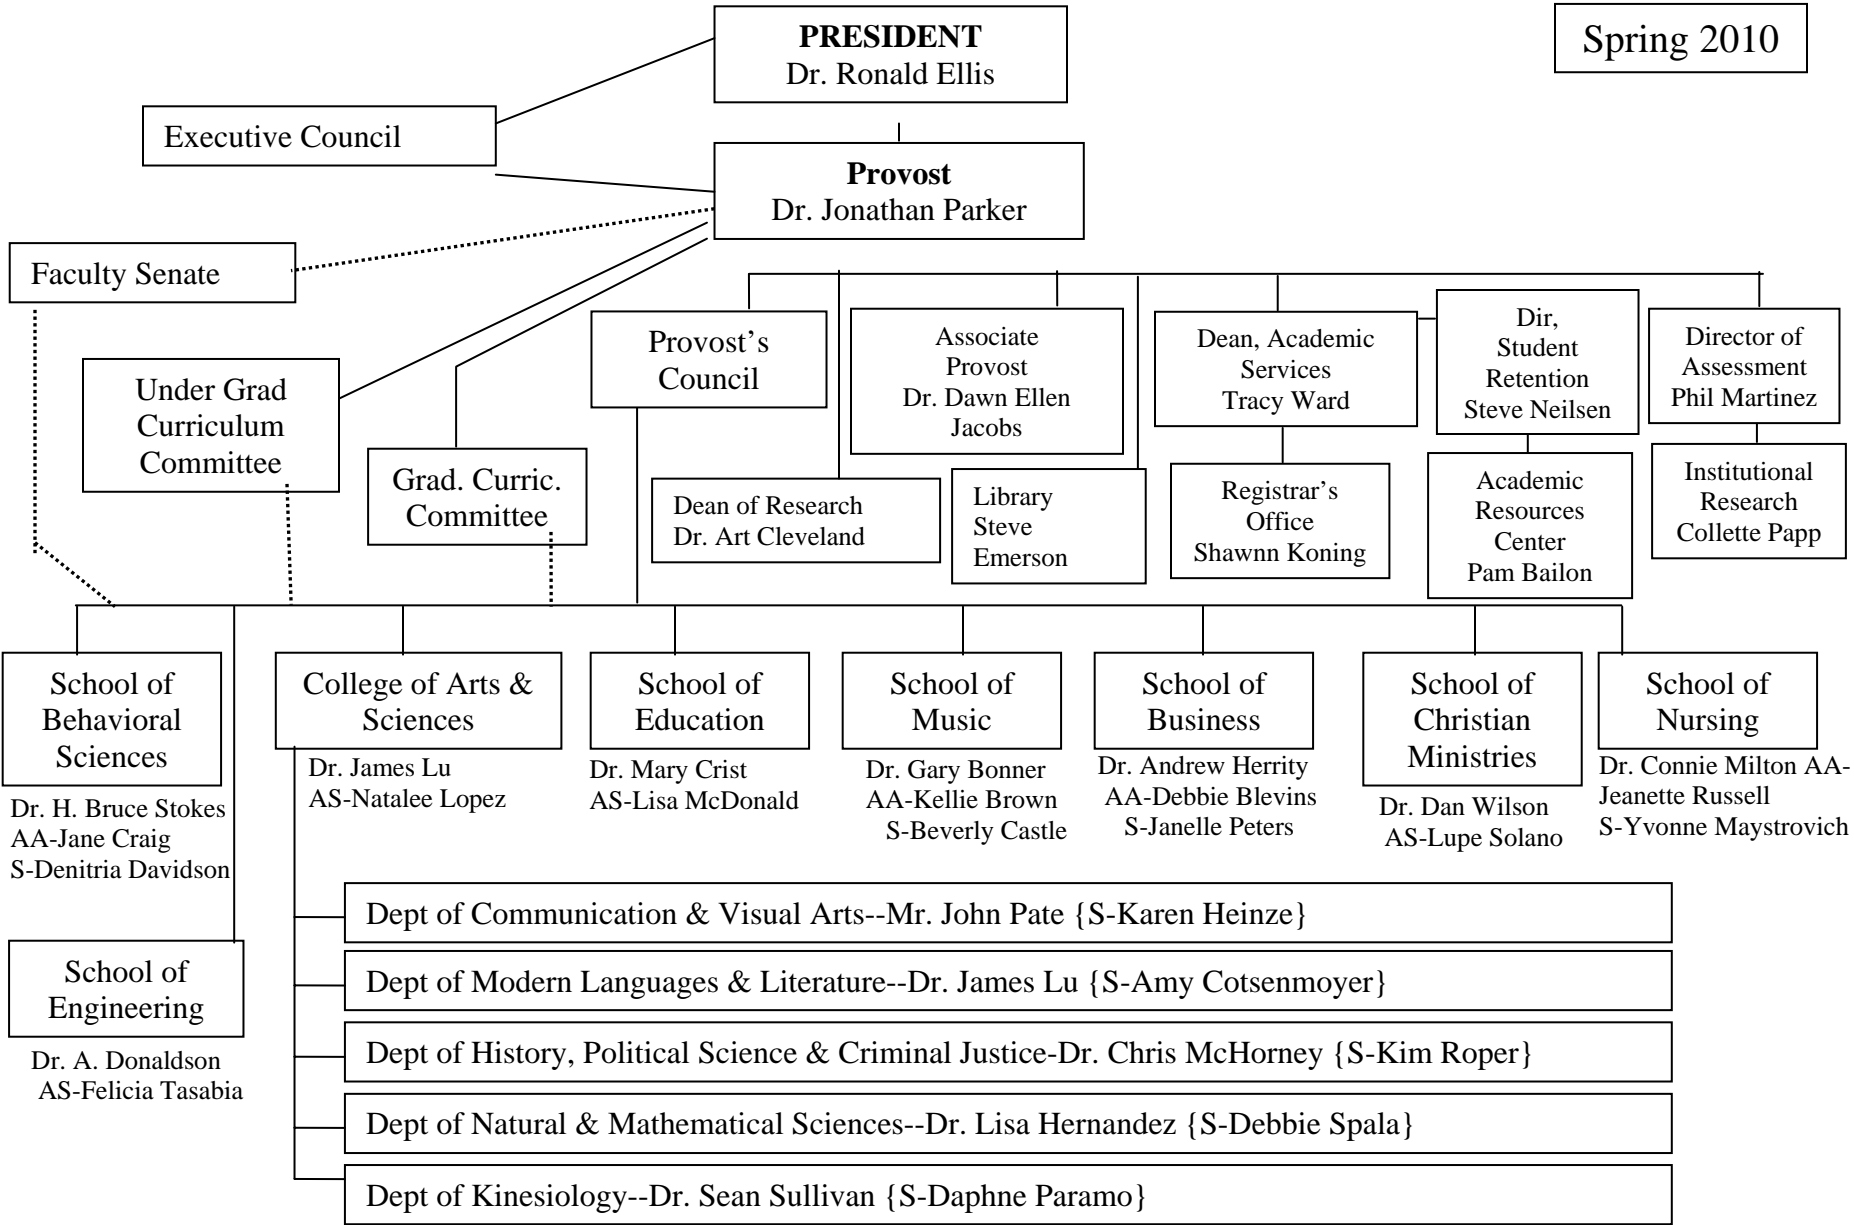 PRESIDENT
Dr. Ronald Ellis
Spring 2010
Executive Council
Provost
Dr. Jonathan Parker
Faculty Senate
Under Grad
Curriculum
Committee
Grad. Curric.
Committee
Provost's
Council
Associate
Provost
Dr. Dawn Ellen
Jacobs
Dean, Academic
Services
Tracy Ward
Dir,
Student
Retention
Steve Neilsen
Director of
Assessment
Phil Martinez
Dean of Research
Dr. Art Cleveland
Library
Steve
Emerson
Registrar's
Office
Shawnn Koning
Academic
Resources
Center
Pam Bailon
Institutional
Research
Collette Papp
School of
Behavioral
Sciences
Dr. H. Bruce Stokes
AA-Jane Craig
S-Denitria Davidson
College of Arts &
Sciences
Dr. James Lu
AS-Natalee Lopez
School of
Education
Dr. Mary Crist
AS-Lisa McDonald
School of
Music
Dr. Gary Bonner
AA-Kellie Brown
S-Beverly Castle
School of
Business
Dr. Andrew Herrity
AA-Debbie Blevins
S-Janelle Peters
School of
Christian
Ministries
Dr. Dan Wilson
AS-Lupe Solano
School of
Nursing
Dr. Connie Milton AA-
Jeanette Russell
S-Yvonne Maystrovich
School of
Engineering
Dr. A. Donaldson
AS-Felicia Tasabia
Dept of Communication & Visual Arts--Mr. John Pate {S-Karen Heinze}
Dept of Modern Languages & Literature--Dr. James Lu {S-Amy Cotsenmoyer}
Dept of History, Political Science & Criminal Justice-Dr. Chris McHorney {S-Kim Roper}
Dept of Natural & Mathematical Sciences--Dr. Lisa Hernandez {S-Debbie Spala}
Dept of Kinesiology--Dr. Sean Sullivan {S-Daphne Paramo}